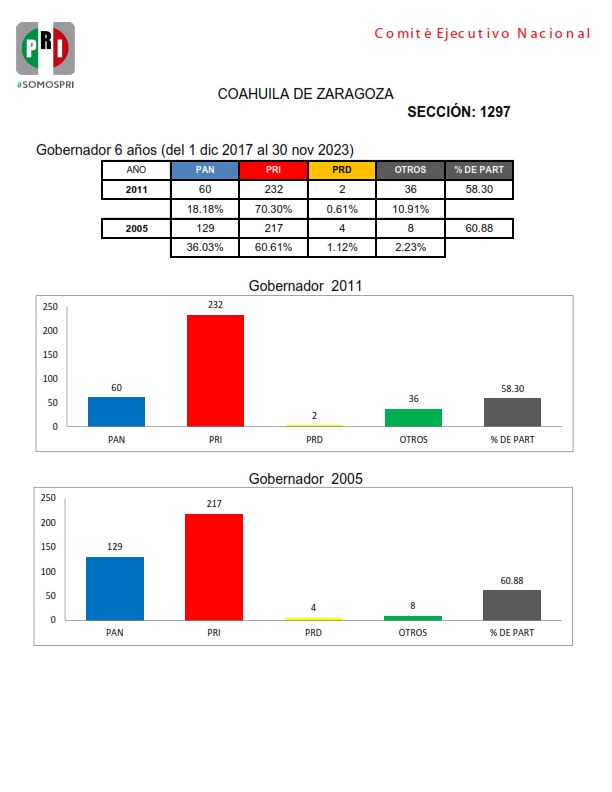 Comité Ejecutivo Nacional
PRI
#SOMOSPRI
COAHUILA DE ZARAGOZA
SECCIÓN: 1297
Gobernador 6 años (del 1 dic 2017 al 30 nov 2023)
AÑO PAN PRI PRD OTROS % DE PART
2011 60 232 2 36 58.30
18.18% 70.30% 0.61% 10.91%
2005 129 217 4 8 60.88
36.03% 60.61% 1.12% 2.23%
Gobernador 2011
250
200
150
100
50
0
60 232 2 36 58.30
PAN PRI PRD OTROS % DE PART
Gobernador 2005
250
200
150
100
50
0
129 217 4 8 60.88
PAN PRI PRD OTROS % DE PART